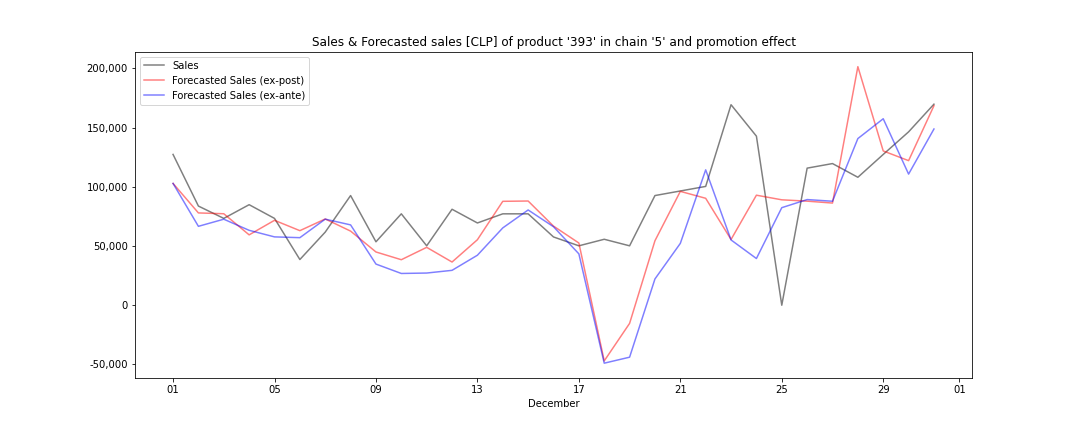 Sales & Forecasted sales [CLP] of product '393' in chain '5' and promotion effect
Sales
Forecasted Sales (ex-post)
Forecasted Sales (ex-ante)
200,000
150,000
100,000
50,000
0
-50,000
01 05 09 13 17 21 25 29 01
December